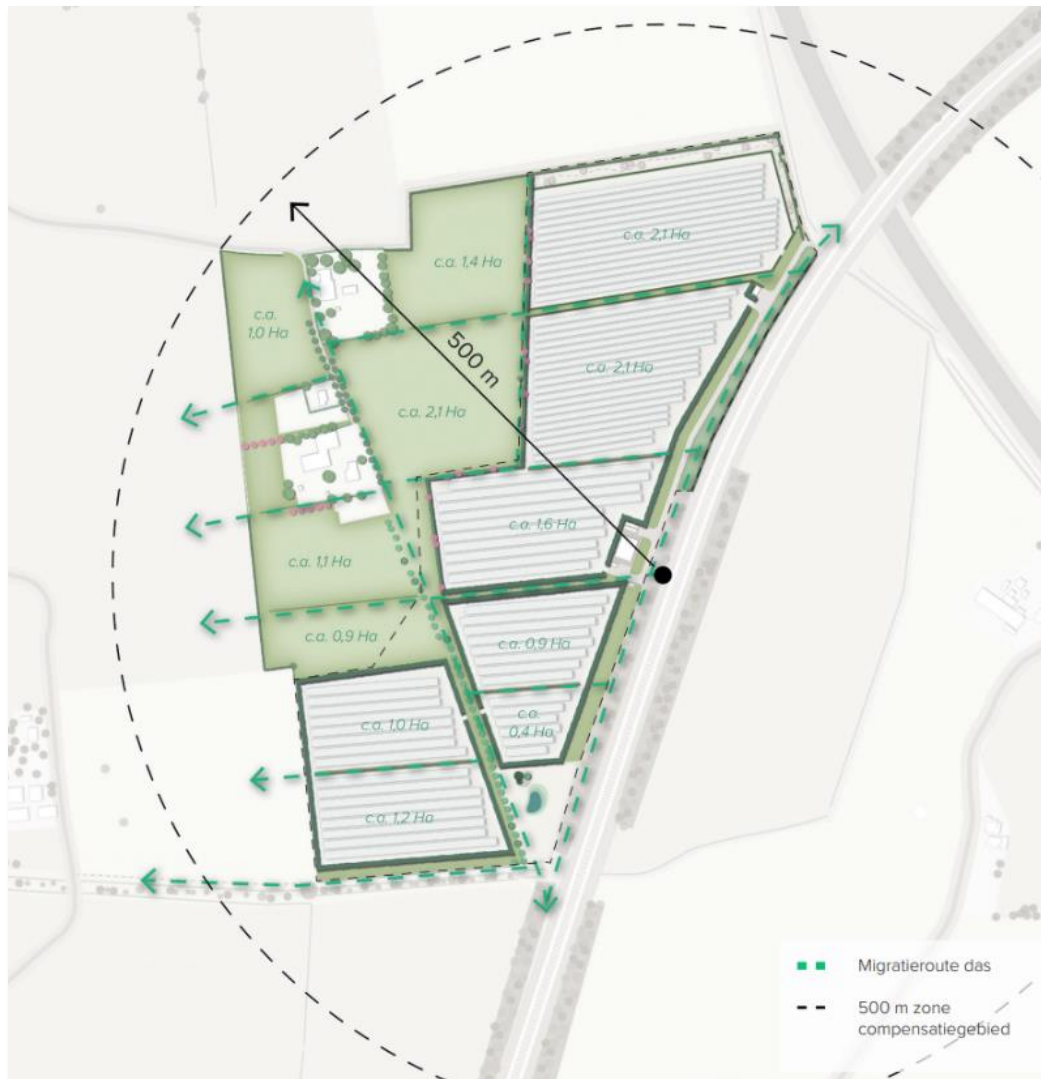 c.a. 2,1 Ha
c.a. 1,4 Ha
c.a.
1,0 Ha
500 m
c.a. 2,1 Ha
c.a. 2,1 Ha
c.a. 1,6 Ha
c.a. 1,1 Ha
c.a. 0,9 Ha
c.a. 0,9 Ha
c.a. 1,0 Ha
c.a.
0,4 Ha
c.a. 1,2 Ha
Migratieroute das
500 m zone
compensatiegebied